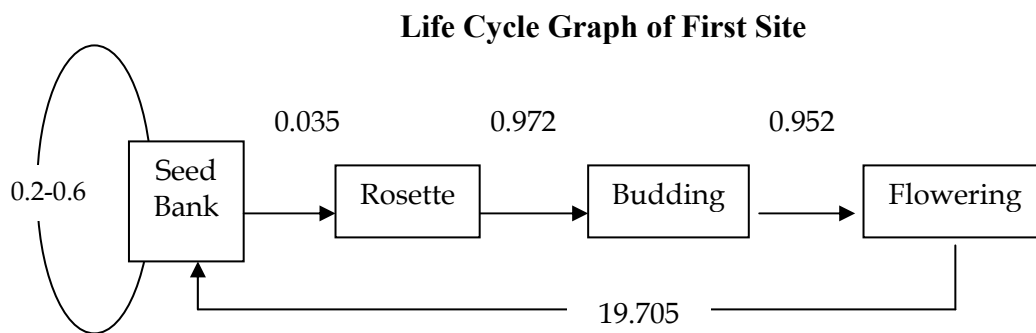 Life Cycle Graph of First Site
0.035
0.972
0.952
0.2-0.6
Seed
Bank
Rosette
Budding
Flowering
19.705